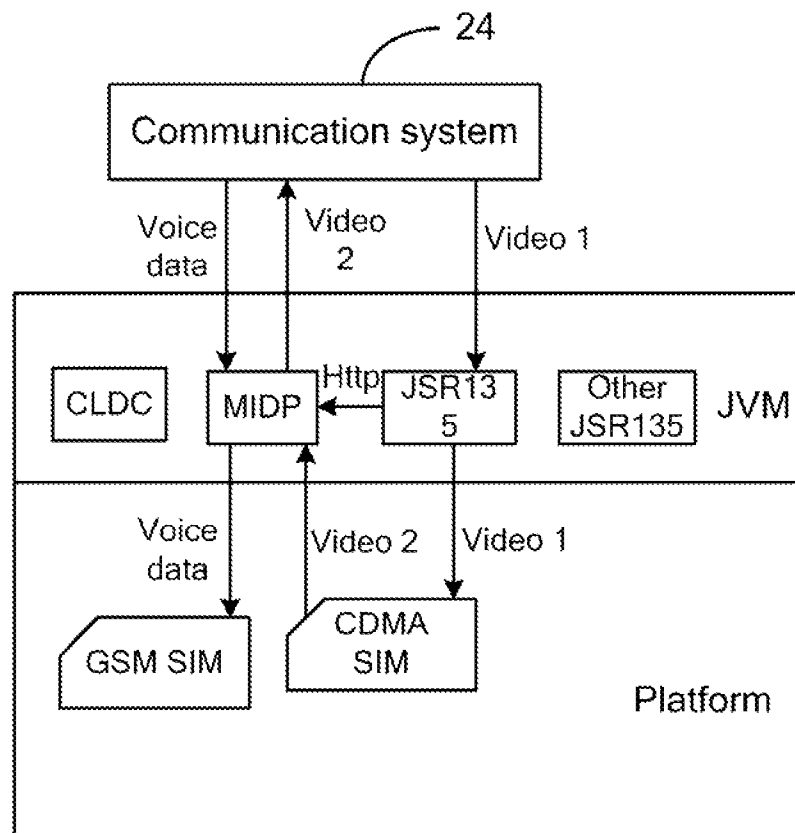 24
Communication system
Voice
data
Video
2
Video 1
CLDC
MIDP
Http
JSR13
5
Other
JSR135
JVM
Voice
data
Video 2
Video 1
GSM SIM
CDMA
SIM
Platform